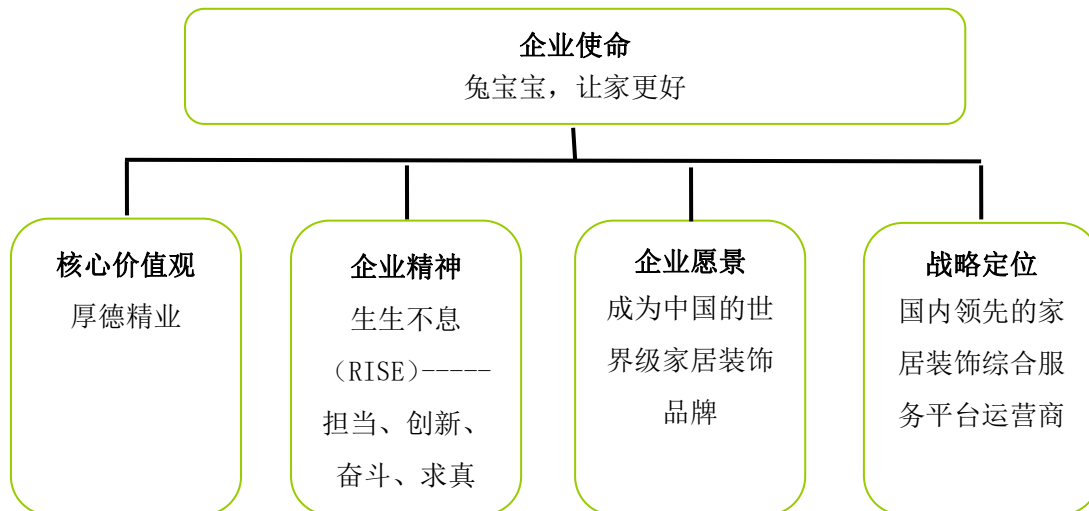 企业使命
兔宝宝，让家更好
核心价值观
厚德精业
企业精神
生生不息
（RISE）-----
担当、创新、
奋斗、求真
企业愿景
成为中国的世
界级家居装饰
品牌
战略定位
国内领先的家
居装饰综合服
务平台运营商